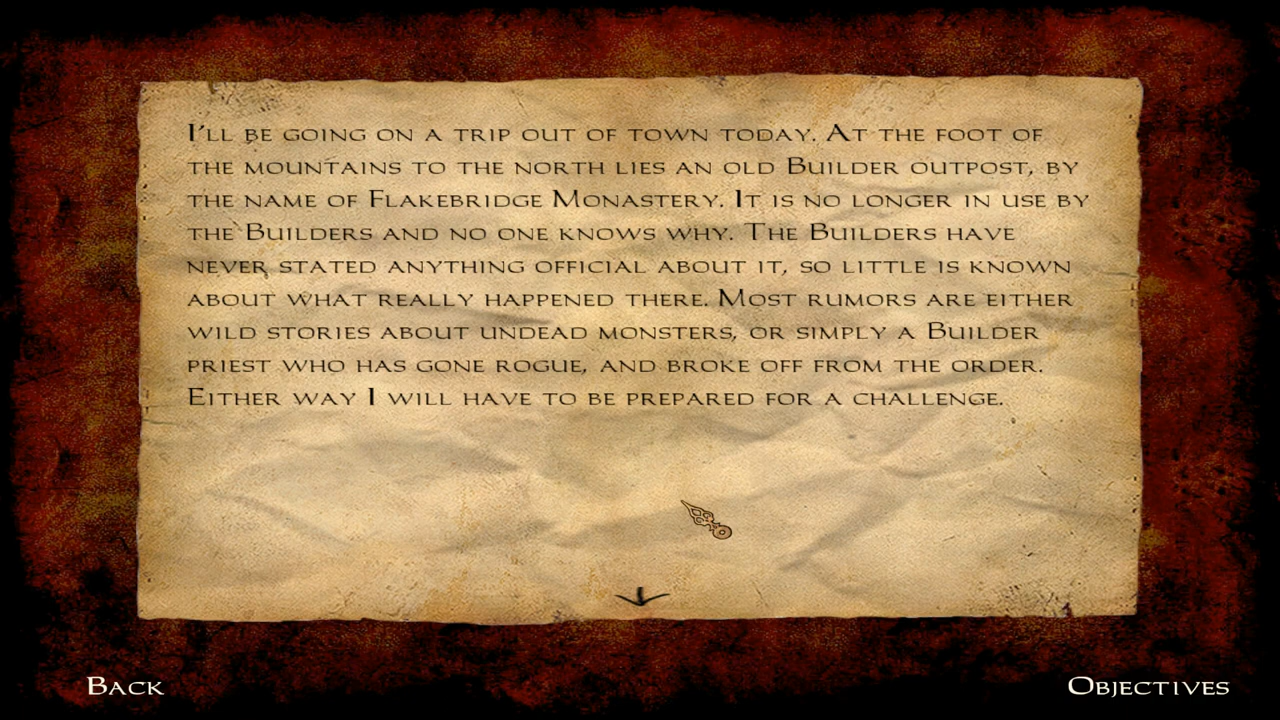 I'll be going on a trip out of town today. At the foot of
the mountains to the north lies an old Builder outpost, by
the name of Flakebridge Monastery. It is no longer in use by
the Builders and no one knows why. The Builders have
never stated anything official about it, so little is known
about what really happened there. Most rumors are either
wild stories about undead monsters, or simply a Builder
priest who has gone rogue, and broke off from the order.
Either way I will have to be prepared for a challenge.
Back
Objectives